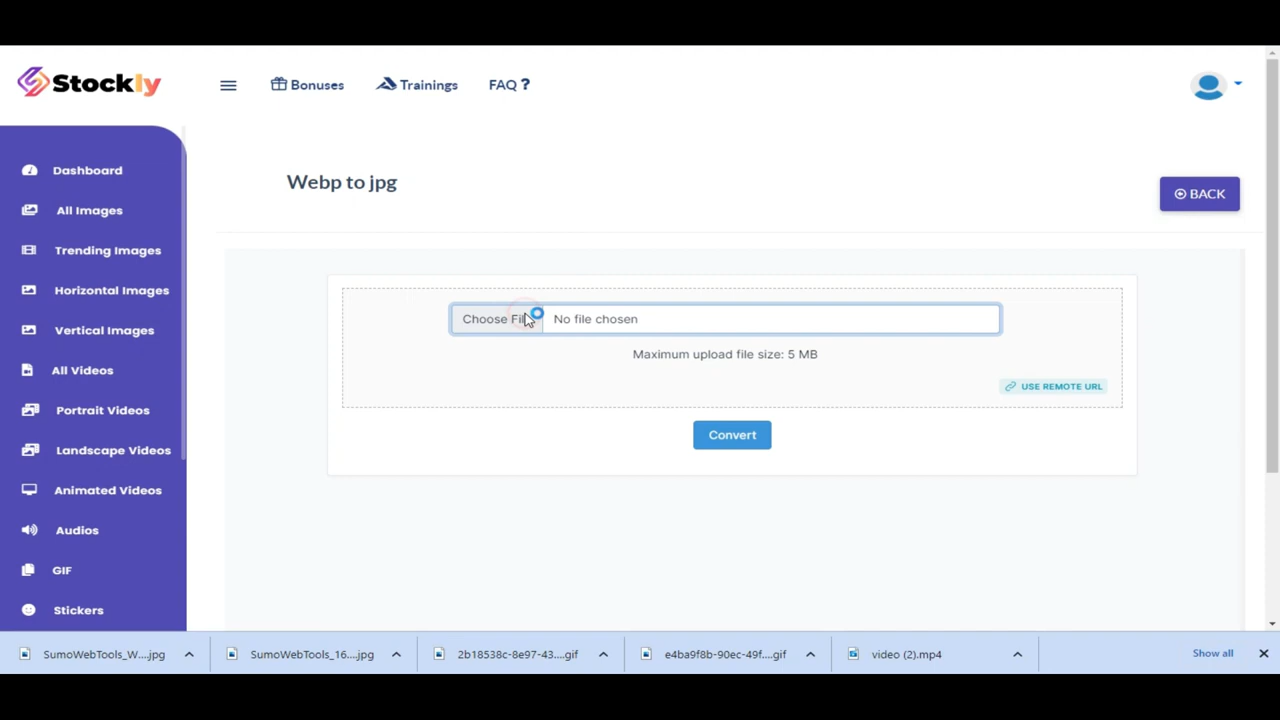 Stockly
Bonuses
Trainings
FAQ ?
Dashboard
All Images
Trending Images
Horizontal Images
Vertical Images
All Videos
Portrait Videos
Landscape Videos
Animated Videos
Audios
GIF
Stickers
Webp to jpg
BACK
Choose Fil
No file chosen
Maximum upload file size: 5 MB
USE REMOTE URL
Convert
SumoWebTools_W....jpg
SumoWebTools_16....jpg
2b18538c-8e97-43....gif
e4ba9f8b-90ec-49f....gif
video (2).mp4
Show all